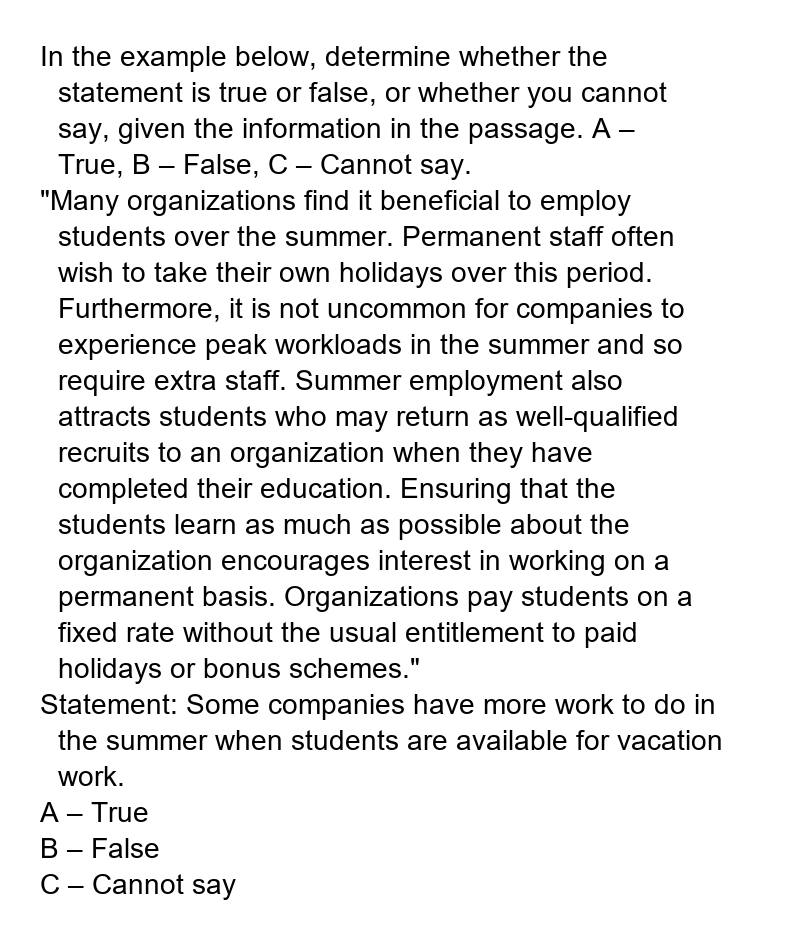 In the example below, determine whether the
statement is true or false, or whether you cannot
say, given the information in the passage. A –
True, B – False, C – Cannot say.
"Many organizations find it beneficial to employ
students over the summer. Permanent staff often
wish to take their own holidays over this period.
Furthermore, it is not uncommon for companies to
experience peak workloads in the summer and so
require extra staff. Summer employment also
attracts students who may return as well-qualified
recruits to an organization when they have
completed their education. Ensuring that the
students learn as much as possible about the
organization encourages interest in working on a
permanent basis. Organizations pay students on a
fixed rate without the usual entitlement to paid
holidays or bonus schemes."
Statement: Some companies have more work to do in
the summer when students are available for vacation
work.
A – True
B – False
C – Cannot say